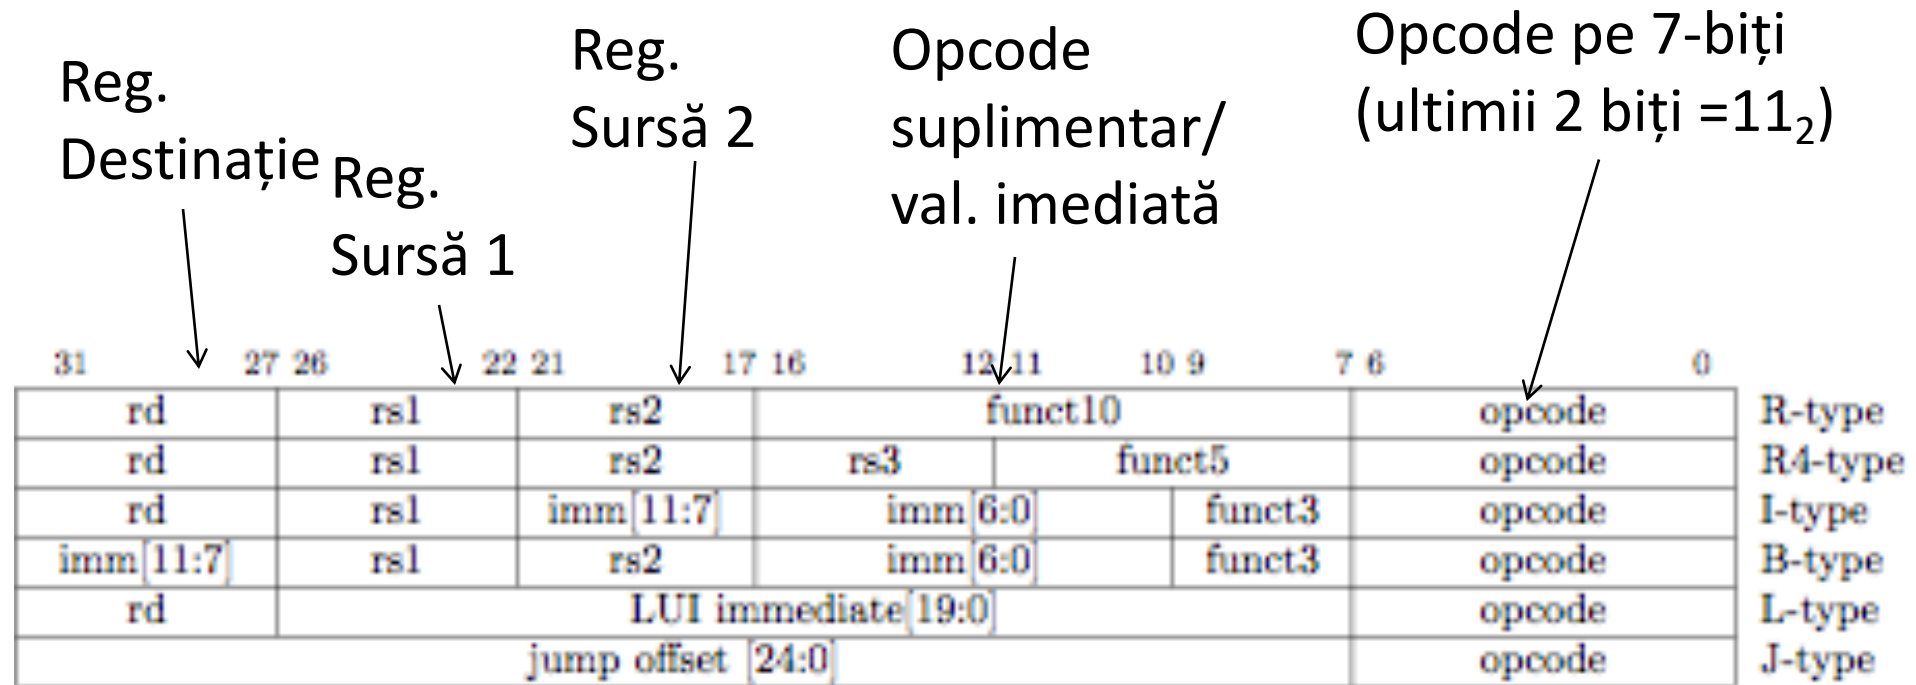 Reg.
Destinație
Reg.
Sursă 1
Reg.
Sursă 2
Opcode
suplimentar/
val. imediată
Opcode pe 7-biți
(ultimii 2 biți =11₂)
31 27 26 22 21 17 16 12 11 10 9 7 6 0
rd rs1 rs2 funct10 opcode R-type
rd rs1 rs2 rs3 funct5 opcode R4-type
rd rs1 imm[11:7] imm[6:0] funct3 opcode I-type
imm[11:7] rs1 rs2 imm[6:0] funct3 opcode B-type
rd LUI immediate[19:0] opcode L-type
jump offset [24:0] opcode J-type